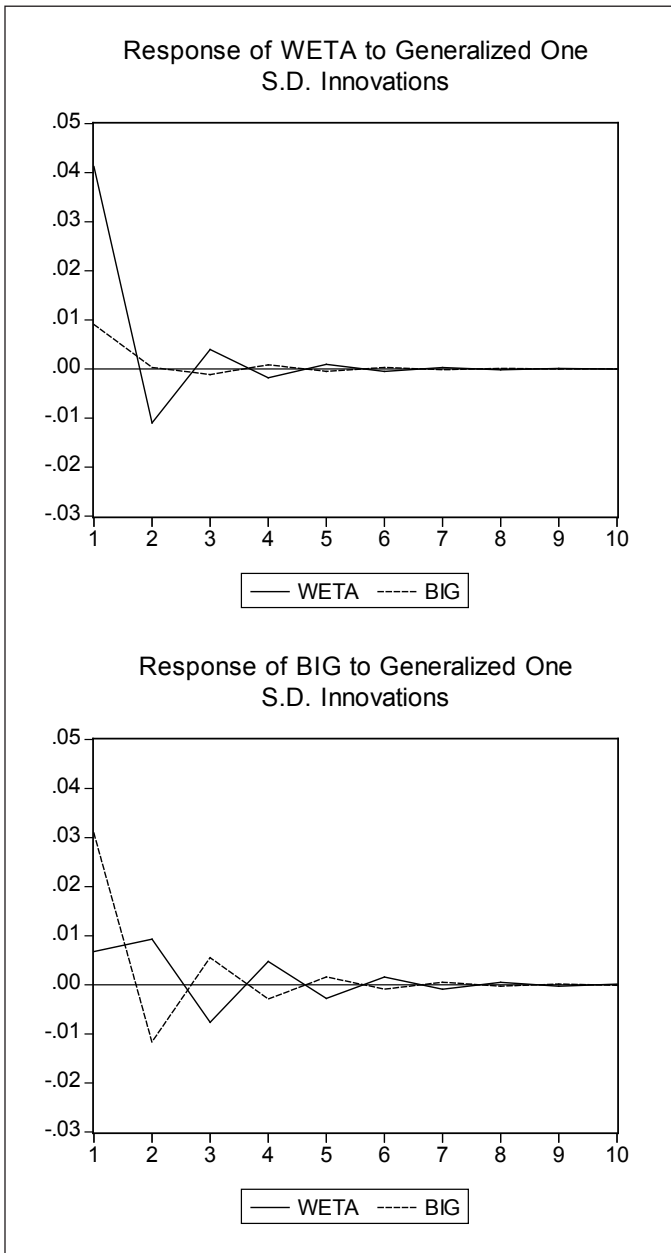 Response of WETA to Generalized One
S.D. Innovations
.05
.04
.03
.02
.01
.00
-.01
-.02
-.03
1 2 3 4 5 6 7 8 9 10
WETA BIG
Response of BIG to Generalized One
S.D. Innovations
.05
.04
.03
.02
.01
.00
-.01
-.02
-.03
1 2 3 4 5 6 7 8 9 10
WETA BIG